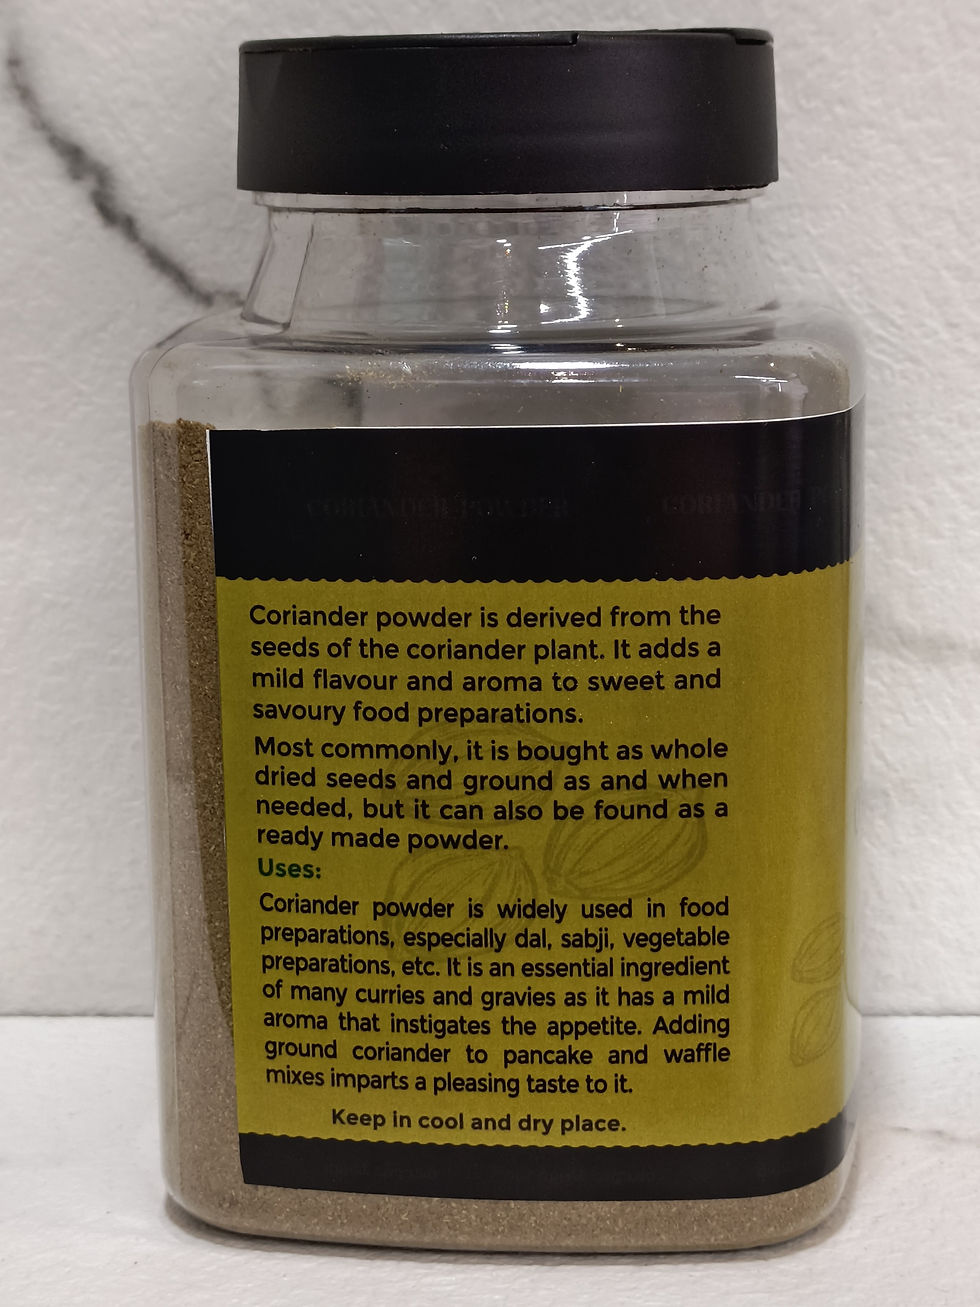 CORIANDER POWDER CORIANDER PO
Coriander powder is derived from the
seeds of the coriander plant. It adds a
mild flavour and aroma to sweet and
savoury food preparations.
Most commonly, it is bought as whole
dried seeds and ground as and when
needed, but it can also be found as a
ready made powder.
Uses:
Coriander powder is widely used in food
preparations, especially dal, sabji, vegetable
preparations, etc. It is an essential ingredient
of many curries and gravies as it has a mild
aroma that instigates the appetite. Adding
ground coriander to pancake and waffle
mixes imparts a pleasing taste to it.
Keep in cool and dry place.